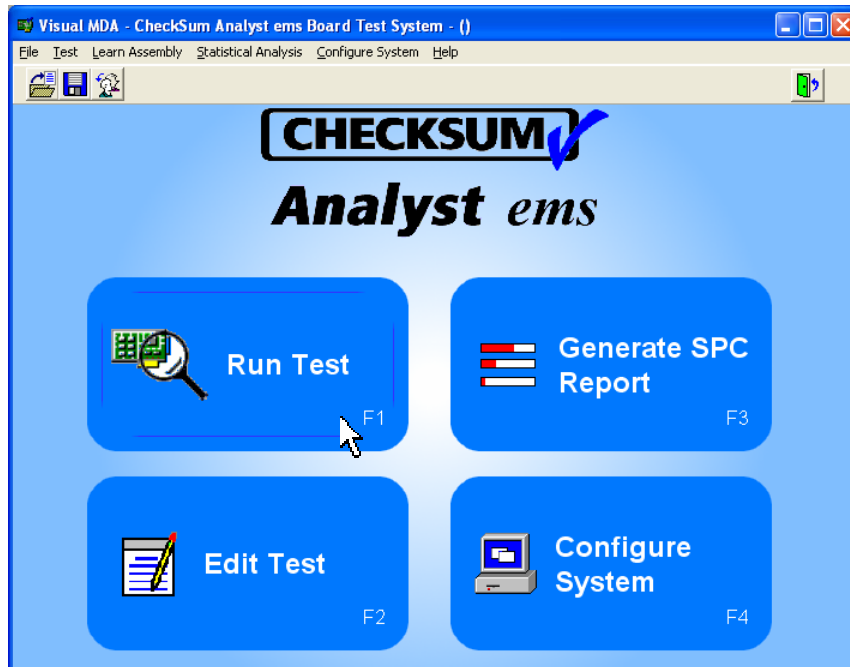 Visual MDA - CheckSum Analyst ems Board Test System - ()
File Test Learn Assembly Statistical Analysis Configure System Help
CHECKSUM
Analyst ems
Run Test
F1
Generate SPC
Report
F3
Edit Test
F2
Configure
System
F4